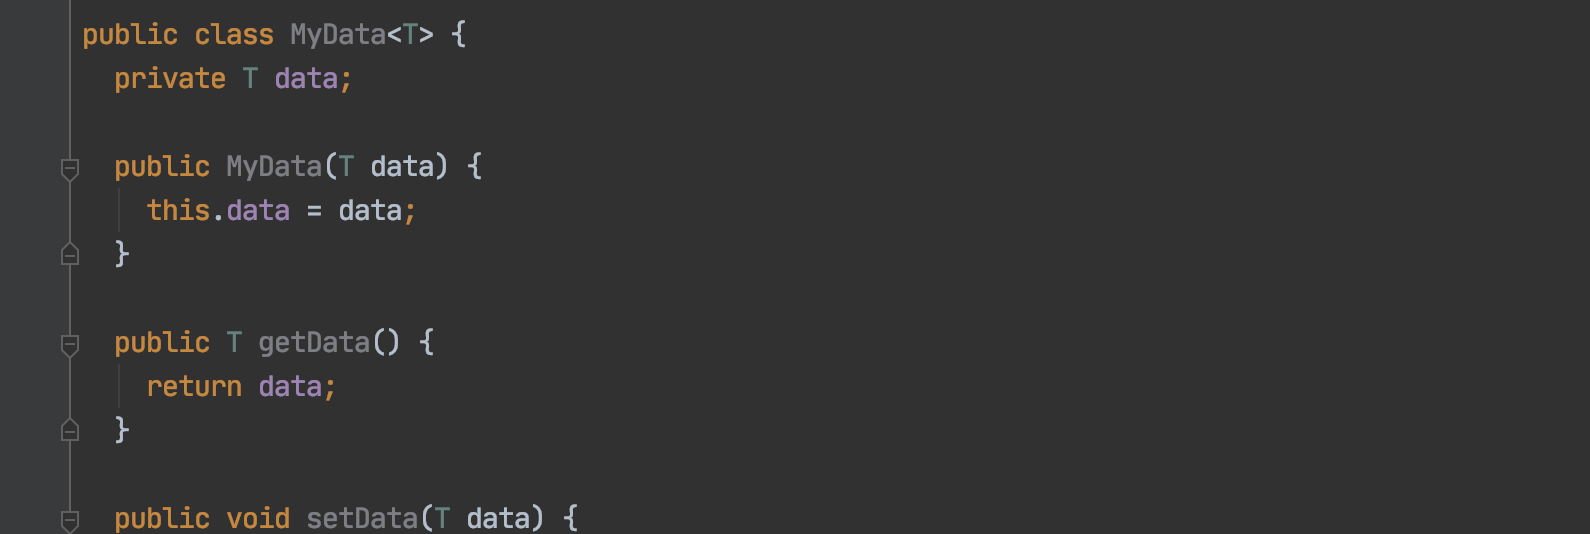 public class MyData<T> {
private T data;
public MyData(T data) {
this.data = data;
}
public T getData() {
return data;
}
public void setData(T data) {